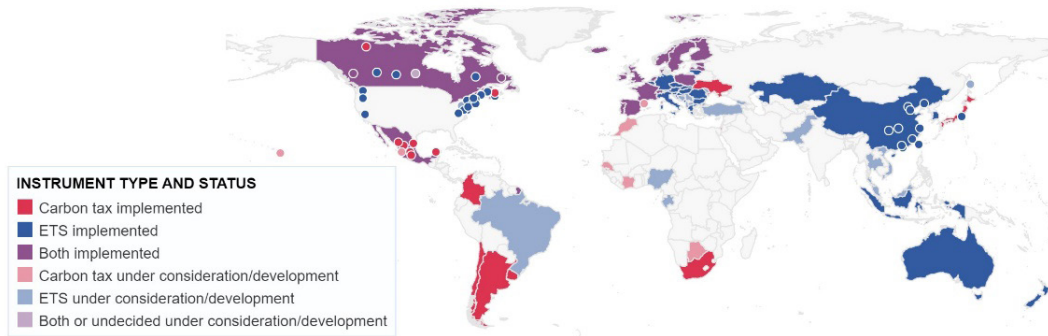 INSTRUMENT TYPE AND STATUS
Carbon tax implemented
ETS implemented
Both implemented
Carbon tax under consideration/development
ETS under consideration/development
Both or undecided under consideration/development